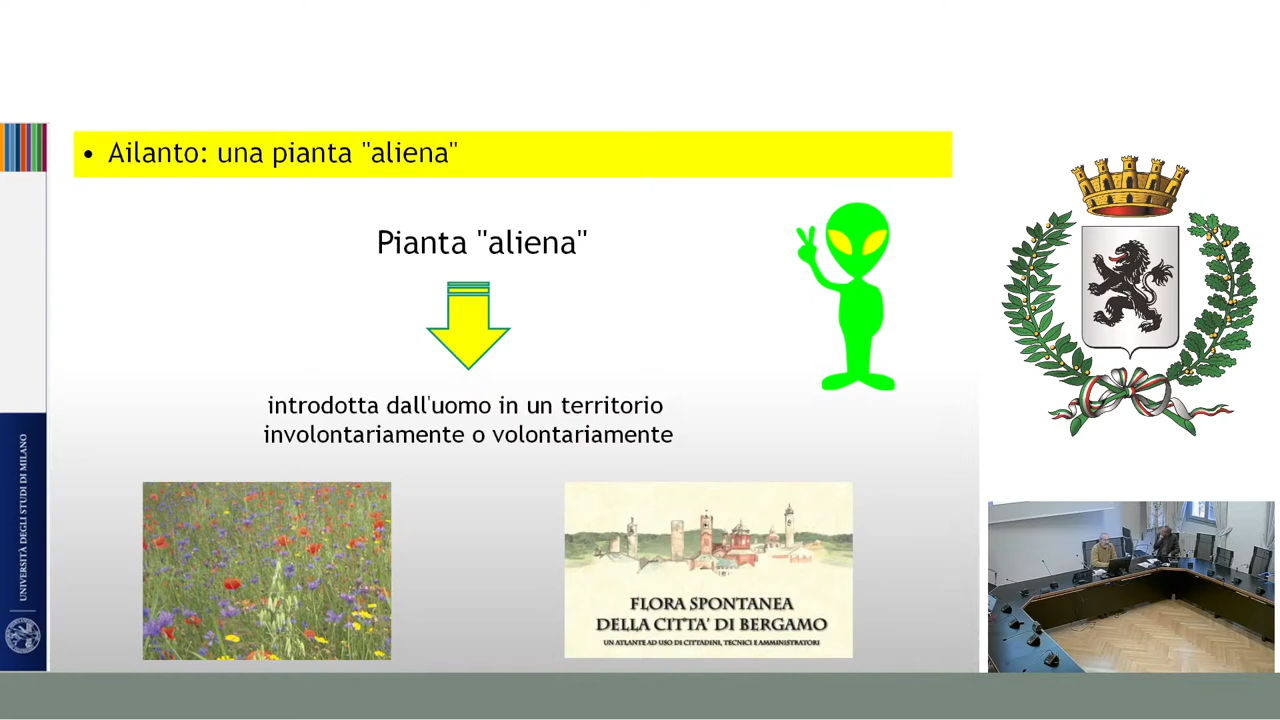 • Ailanto: una pianta "aliena"
Pianta "aliena"
introdotta dall'uomo in un territorio
involontariamente o volontariamente
FLORA SPONTANEA
DELLA CITTA' DI BERGAMO
UN ATLANTE AD USO DI CITTADINI, TECNICI E AMMINISTRATORI
UNIVERSITÀ DEGLI STUDI DI MILANO